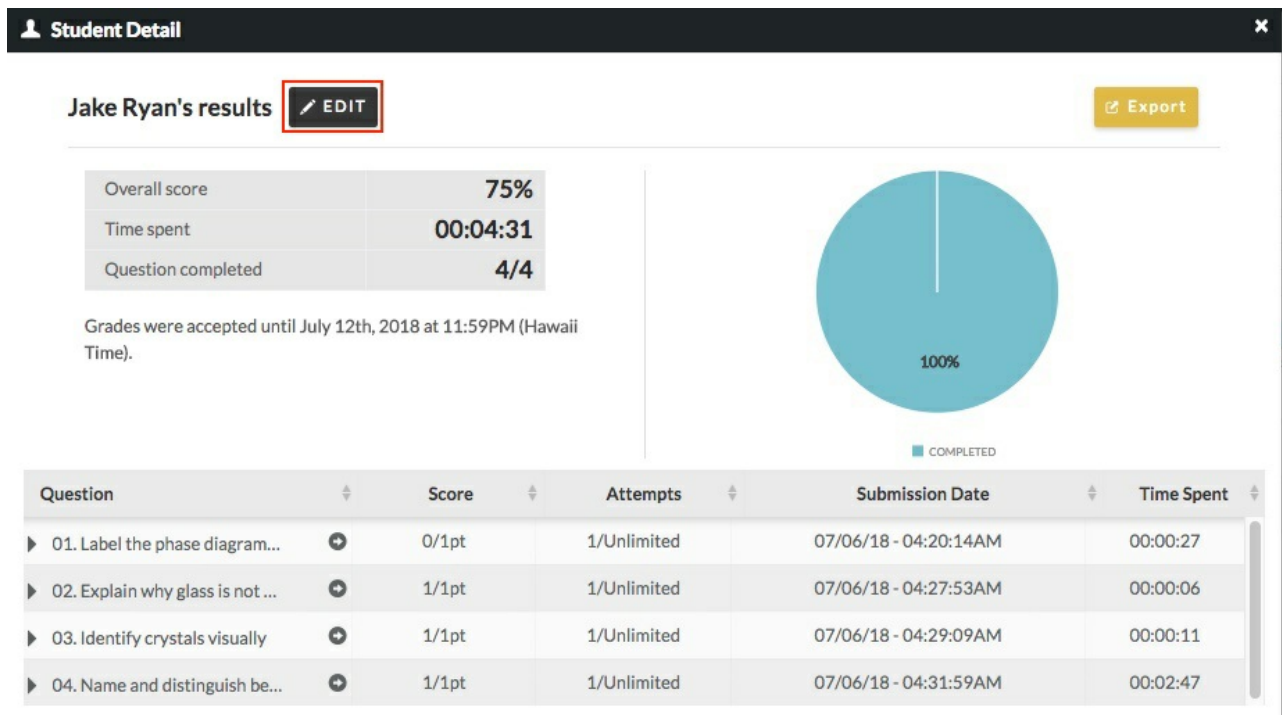 Student Detail
Jake Ryan's results
EDIT
Export
Overall score 75%
Time spent 00:04:31
Question completed 4/4
Grades were accepted until July 12th, 2018 at 11:59PM (Hawaii
Time).
100%
COMPLETED
Question Score Attempts Submission Date Time Spent
01. Label the phase diagram... 0/1pt 1/Unlimited 07/06/18 - 04:20:14AM 00:00:27
02. Explain why glass is not ... 1/1pt 1/Unlimited 07/06/18 - 04:27:53AM 00:00:06
03. Identify crystals visually 1/1pt 1/Unlimited 07/06/18 - 04:29:09AM 00:00:11
04. Name and distinguish be... 1/1pt 1/Unlimited 07/06/18 - 04:31:59AM 00:02:47